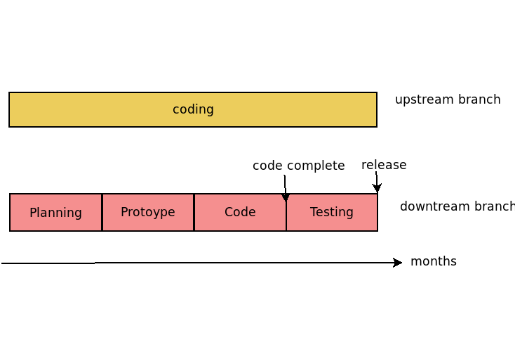 coding
upstream branch
code complete
release
Planning
Protoype
Code
Testing
downtream branch
months